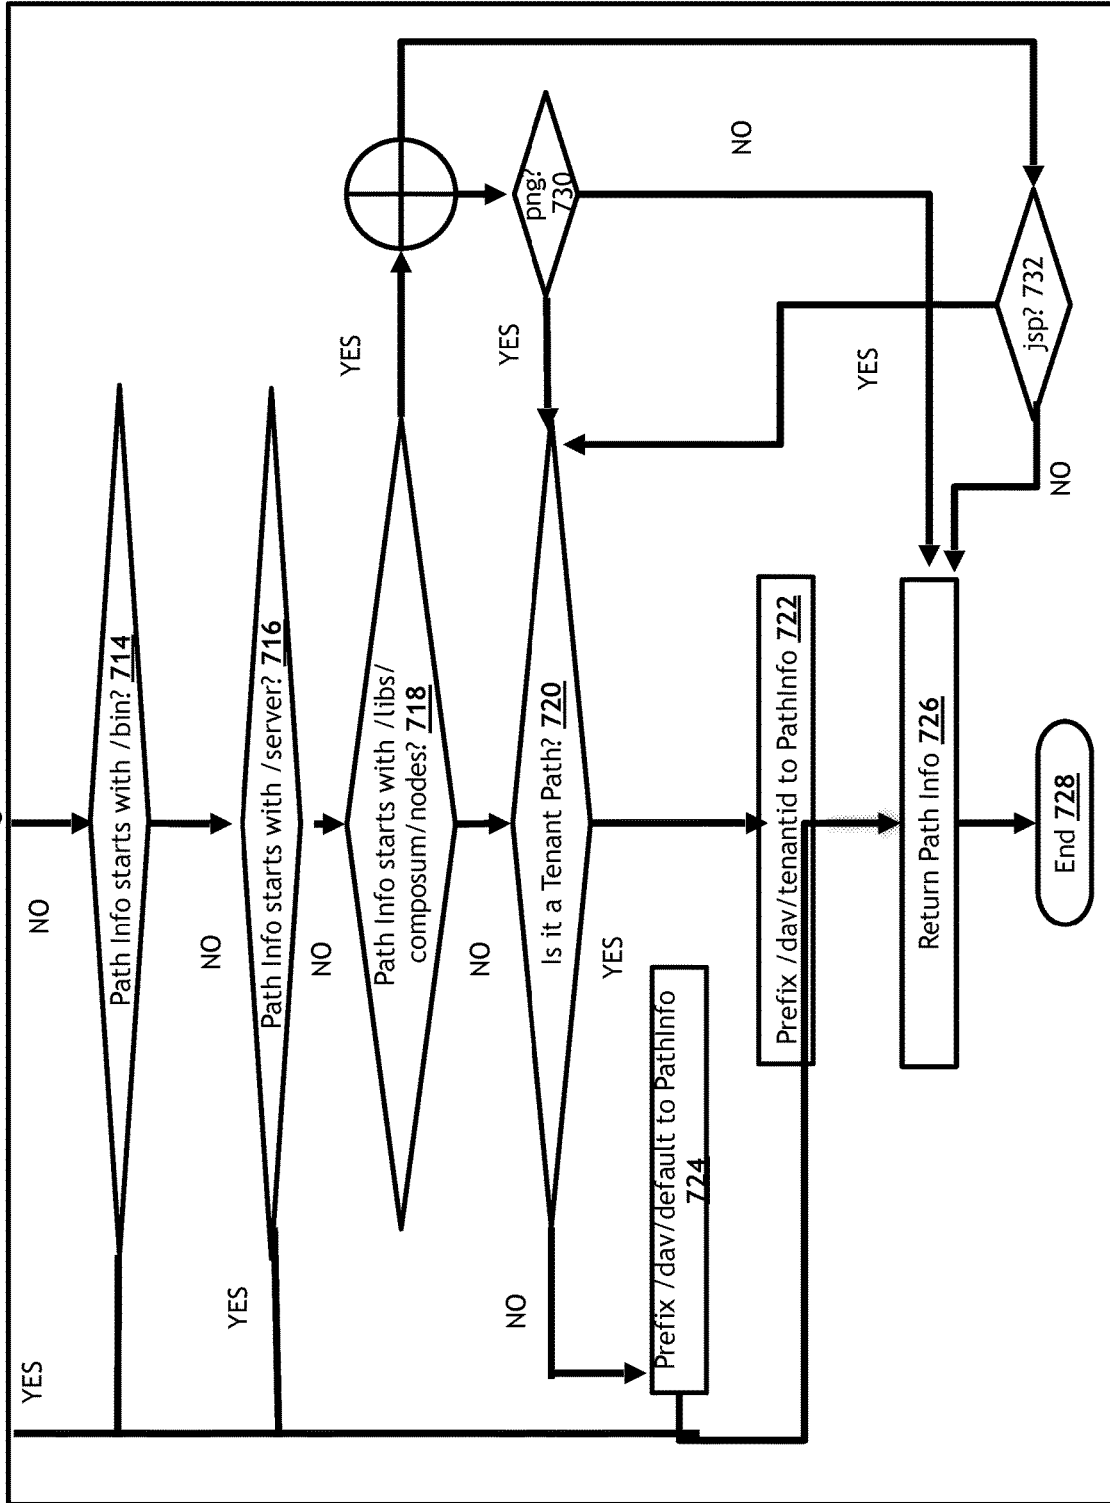 YES
NO
Path Info starts with /bin? 714
NO
YES
Path Info starts with /server? 716
NO
YES
Path Info starts with /libs/
composum/nodes? 718
NO
YES
NO
png?
730
Is it a Tenant Path? 720
YES
Prefix /dav/default to PathInfo
724
NO
Prefix /dav/tenantid to PathInfo 722
YES
Return Path Info 726
jsp? 732
NO
End 728